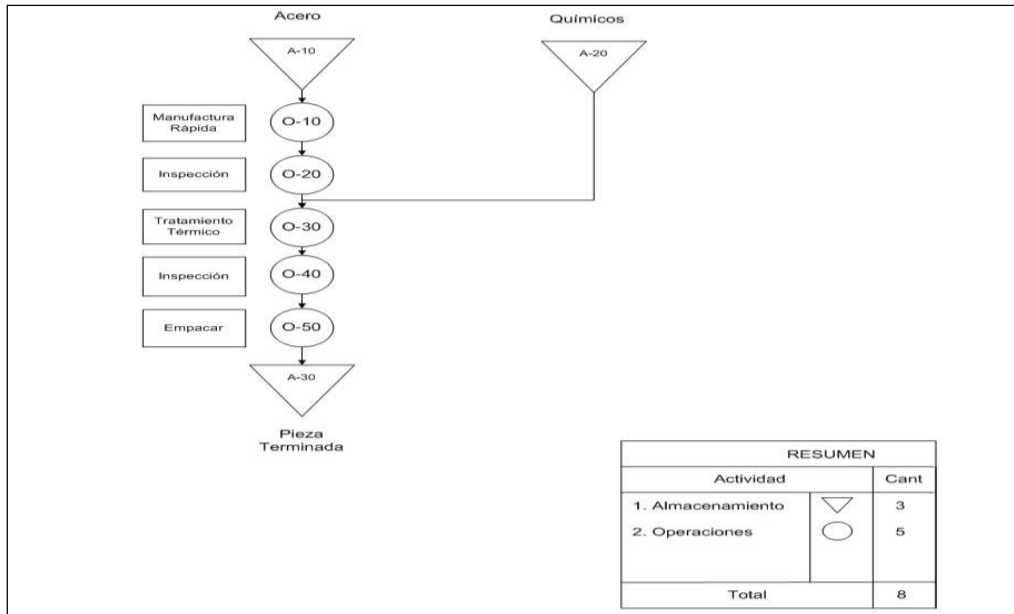 Acero
Químicos
A-10
A-20
Manufactura
Rápida
O-10
Inspección
O-20
Tratamiento
Térmico
O-30
Inspección
O-40
Empacar
O-50
A-30
Pieza
Terminada
RESUMEN
Actividad Cant
1. Almacenamiento 3
2. Operaciones 5
Total 8